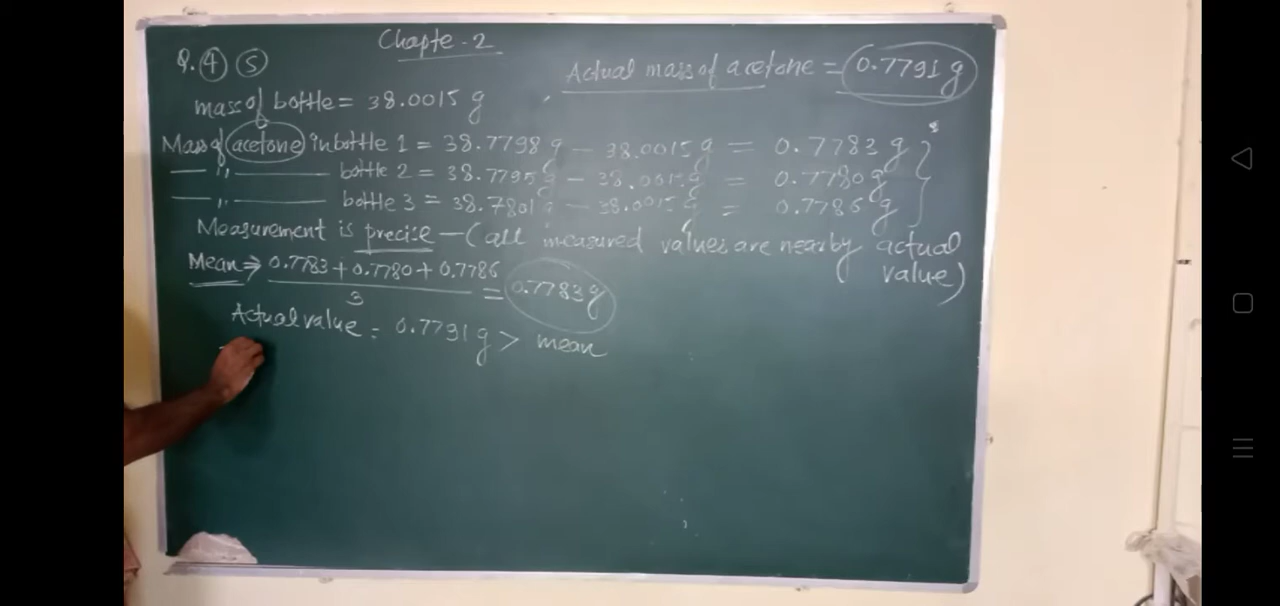 Chapte-2
Q. 4 5
Actual mass of acetone = 0.7791 g
mass of bottle = 38.0015 g
Mass of acetone in bottle 1 = 38.7798 g - 38.0015 g = 0.7783 g
— ,, — bottle 2 = 38.7795 g - 38.0015 g = 0.7780 g
— ,, — bottle 3 = 38.7801 g - 38.0015 g = 0.7786 g
Measurement is precise - (all measured values are nearby actual value)
Mean ⇒ 0.7783 + 0.7780 + 0.7786
3
= 0.7783 g
Actual value = 0.7791 g > mean